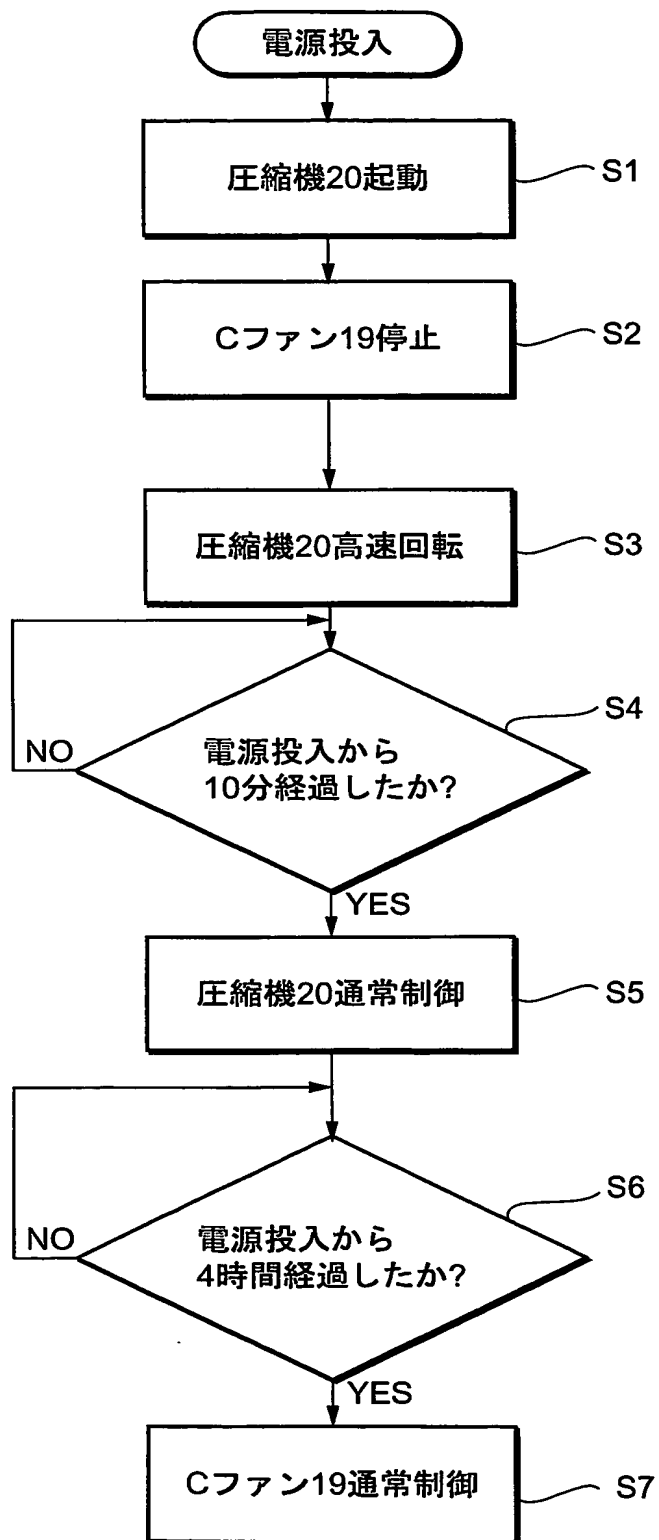 電源投入
圧縮機20起動
S1
Cファン19停止
S2
圧縮機20高速回転
S3
S4
NO
電源投入から
10分経過したか?
YES
圧縮機20通常制御
S5
S6
NO
電源投入から
4時間経過したか?
YES
Cファン19通常制御
S7